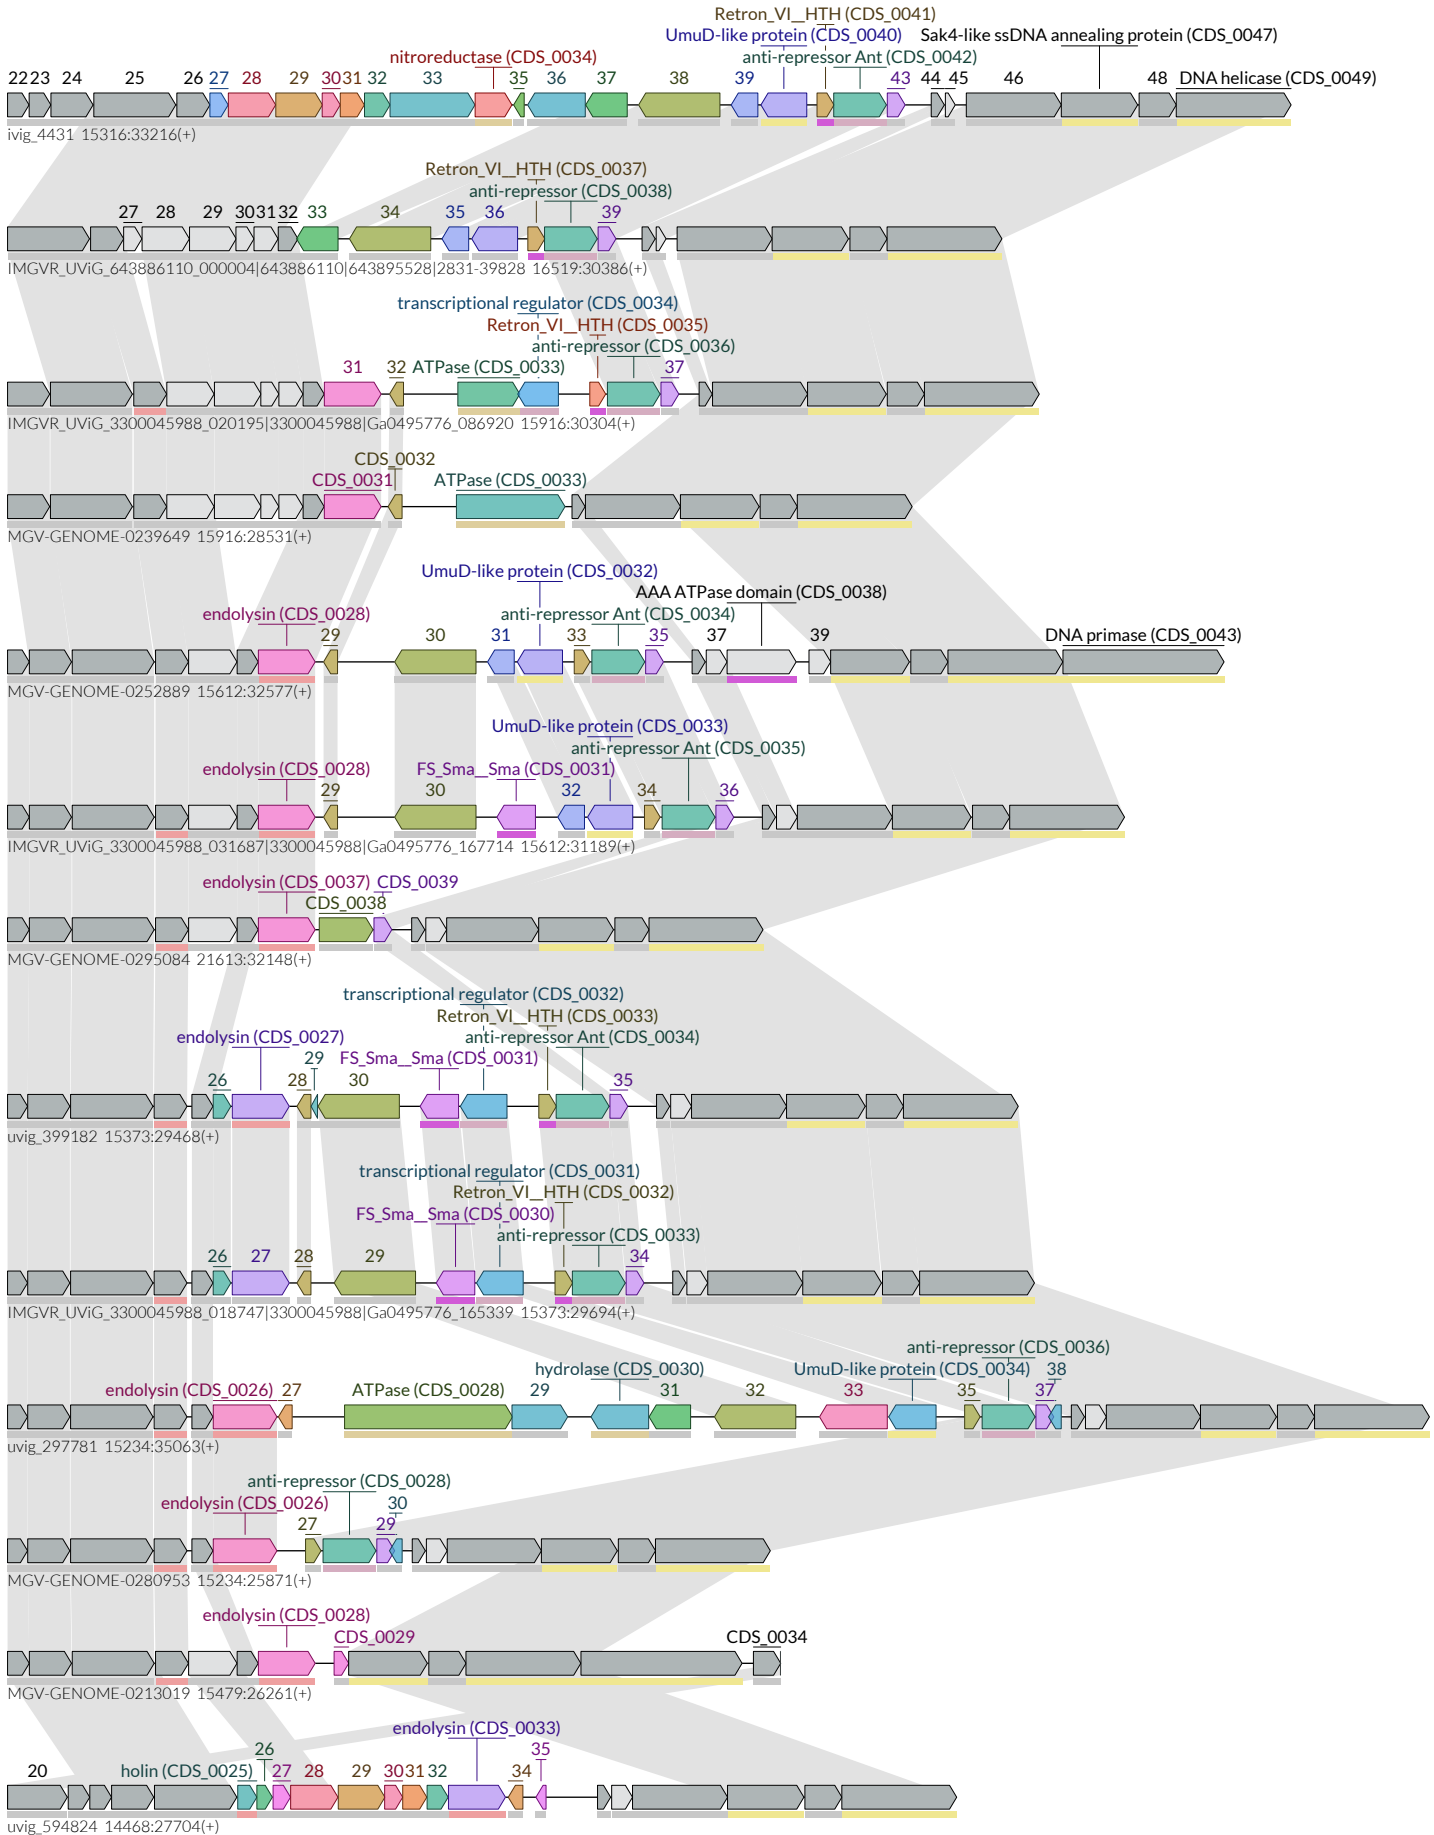 Retron_VI__HTH (CDS_0041)
UmuD-like protein (CDS_0040) Sak4-like ssDNA annealing protein (CDS_0047)
nitroreductase (CDS_0034) anti-repressor Ant (CDS_0042)
22 23 24 25 26 27 28 29 30 31 32 33 35 36 37 38 39 43 44 45 46 48 DNA helicase (CDS_0049)
ivig_4431 15316:33216(+)
Retron_VI__HTH (CDS_0037)
anti-repressor (CDS_0038)
27 28 29 30 31 32 33 34 35 36 39
IMGVR_UViG_643886110_000004|643886110|643895528|2831-39828 16519:30386(+)
transcriptional regulator (CDS_0034)
Retron_VI__HTH (CDS_0035)
anti-repressor (CDS_0036)
31 32 ATPase (CDS_0033) 37
IMGVR_UViG_3300045988_020195|3300045988|Ga0495776_086920 15916:30304(+)
CDS_0032
CDS_0031 ATPase (CDS_0033)
MGV-GENOME-0239649 15916:28531(+)
UmuD-like protein (CDS_0032)
AAA ATPase domain (CDS_0038)
endolysin (CDS_0028) anti-repressor Ant (CDS_0034)
29 30 31 33 35 37 39 DNA primase (CDS_0043)
MGV-GENOME-0252889 15612:32577(+)
UmuD-like protein (CDS_0033)
anti-repressor Ant (CDS_0035)
endolysin (CDS_0028) FS_Sma__Sma (CDS_0031)
29 30 32 34 36
IMGVR_UViG_3300045988_031687|3300045988|Ga0495776_167714 15612:31189(+)
endolysin (CDS_0037) CDS_0039
CDS_0038
MGV-GENOME-0295084 21613:32148(+)
transcriptional regulator (CDS_0032)
Retron_VI__HTH (CDS_0033)
endolysin (CDS_0027) anti-repressor Ant (CDS_0034)
29 FS_Sma__Sma (CDS_0031)
26 28 30 35
uvig_399182 15373:29468(+)
transcriptional regulator (CDS_0031)
Retron_VI__HTH (CDS_0032)
FS_Sma__Sma (CDS_0030)
anti-repressor (CDS_0033)
26 27 28 29 34
IMGVR_UViG_3300045988_018747|3300045988|Ga0495776_165339 15373:29694(+)
anti-repressor (CDS_0036)
hydrolase (CDS_0030) UmuD-like protein (CDS_0034) 38
endolysin (CDS_0026) 27 ATPase (CDS_0028) 29 31 32 33 35 37
uvig_297781 15234:35063(+)
anti-repressor (CDS_0028)
endolysin (CDS_0026) 30
27 29
MGV-GENOME-0280953 15234:25871(+)
endolysin (CDS_0028)
CDS_0029 CDS_0034
MGV-GENOME-0213019 15479:26261(+)
endolysin (CDS_0033)
26 35
20 holin (CDS_0025) 27 28 29 30 31 32 34
uvig_594824 14468:27704(+)